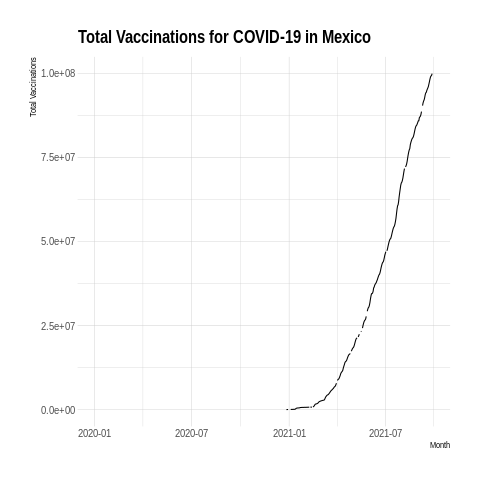 Total Vaccinations for COVID-19 in Mexico
Total Vaccinations
1.0e+08
7.5e+07
5.0e+07
2.5e+07
0.0e+00
2020-01 2020-07 2021-01 2021-07
Month